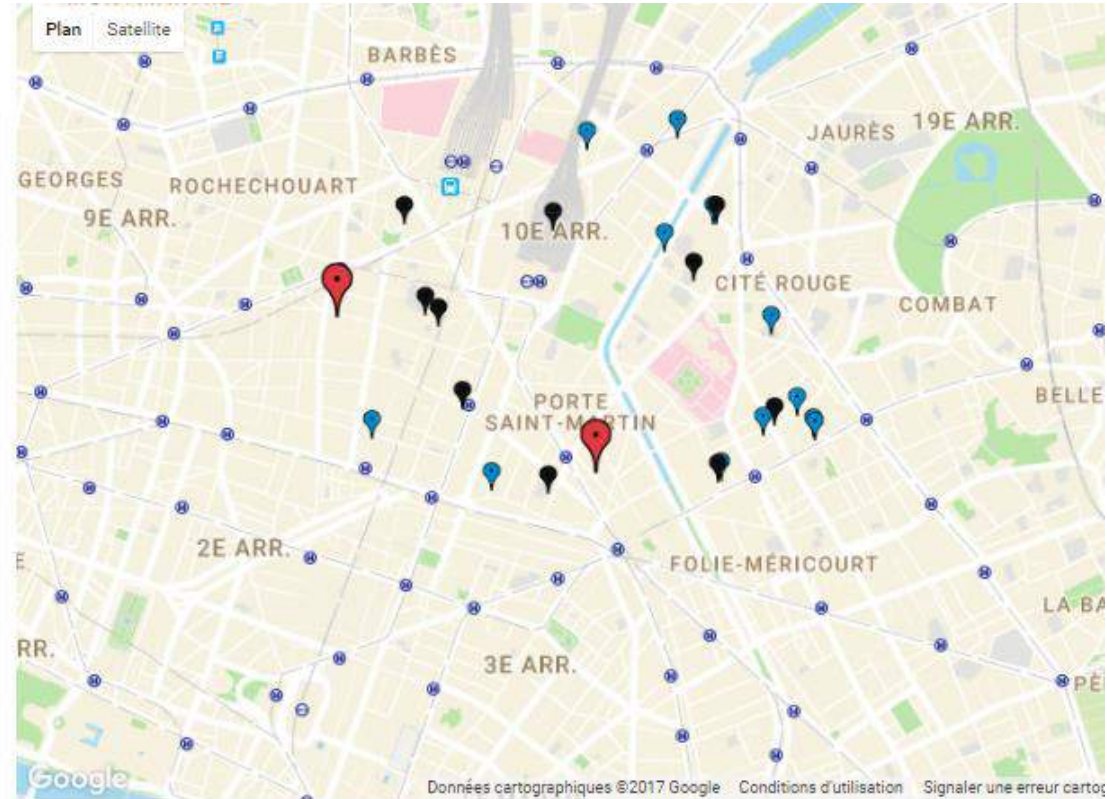 Plan Satellite
BARBÈS
JAURÈS
19E ARR.
GEORGES
ROCHECHOUART
9E ARR.
10E ARR.
CITÉ ROUGE
COMBAT
BELLE
PORTE
SAINT-MARTIN
2E ARR.
FOLIE-MÉRICOURT
LA BA
RR.
3E ARR.
PÈ
Google
Données cartographiques ©2017 Google Conditions d'utilisation Signaler une erreur cartog